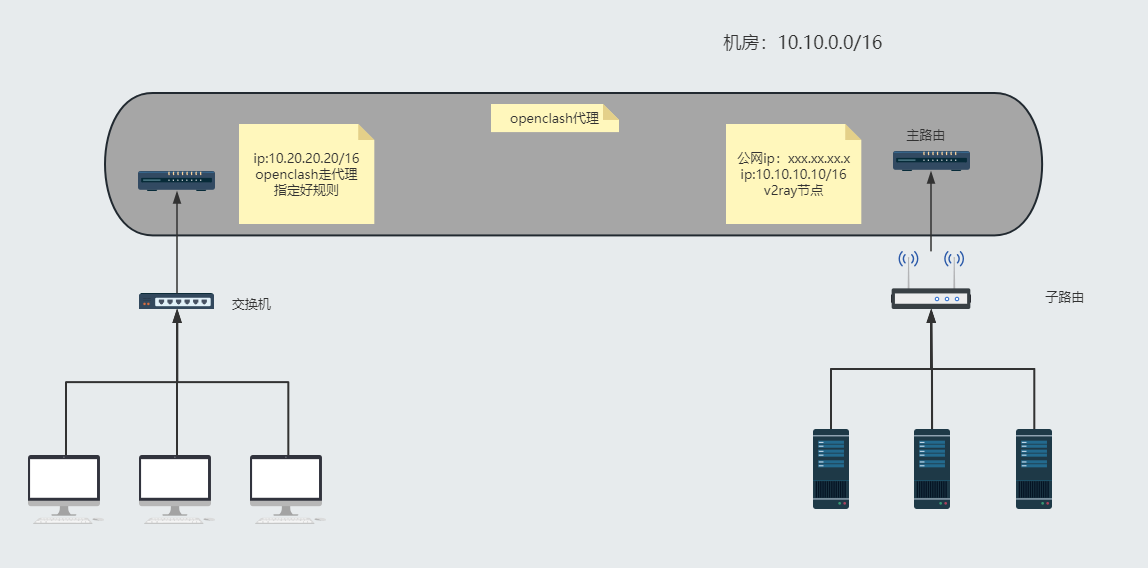 机房：10.10.0.0/16
openclash代理
主路由
ip:10.20.20.20/16
openclash走代理
指定好规则
公网ip：xxx.xx.xx.x
ip:10.10.10.10/16
v2ray节点
交换机
子路由